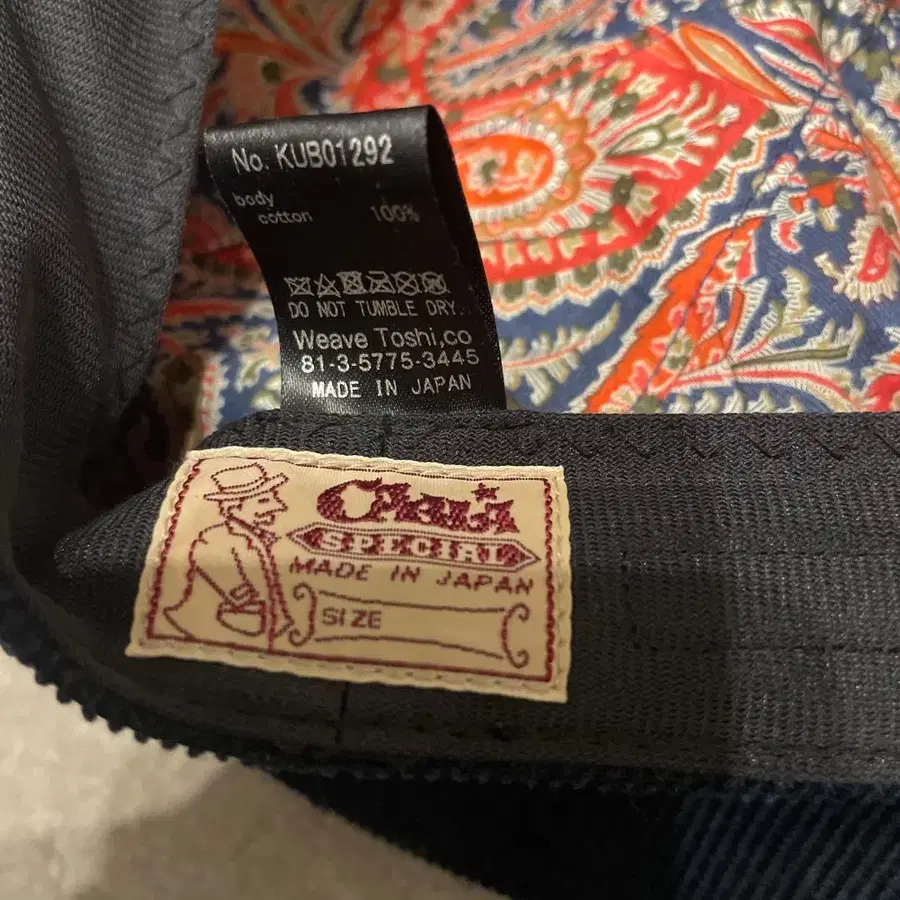 No. KUB01292
body
cotton 100%
DO NOT TUMBLE DRY.
Weave Toshi,co
81-3-5775-3445
MADE IN JAPAN
SPECIAL
MADE IN JAPAN
SIZE